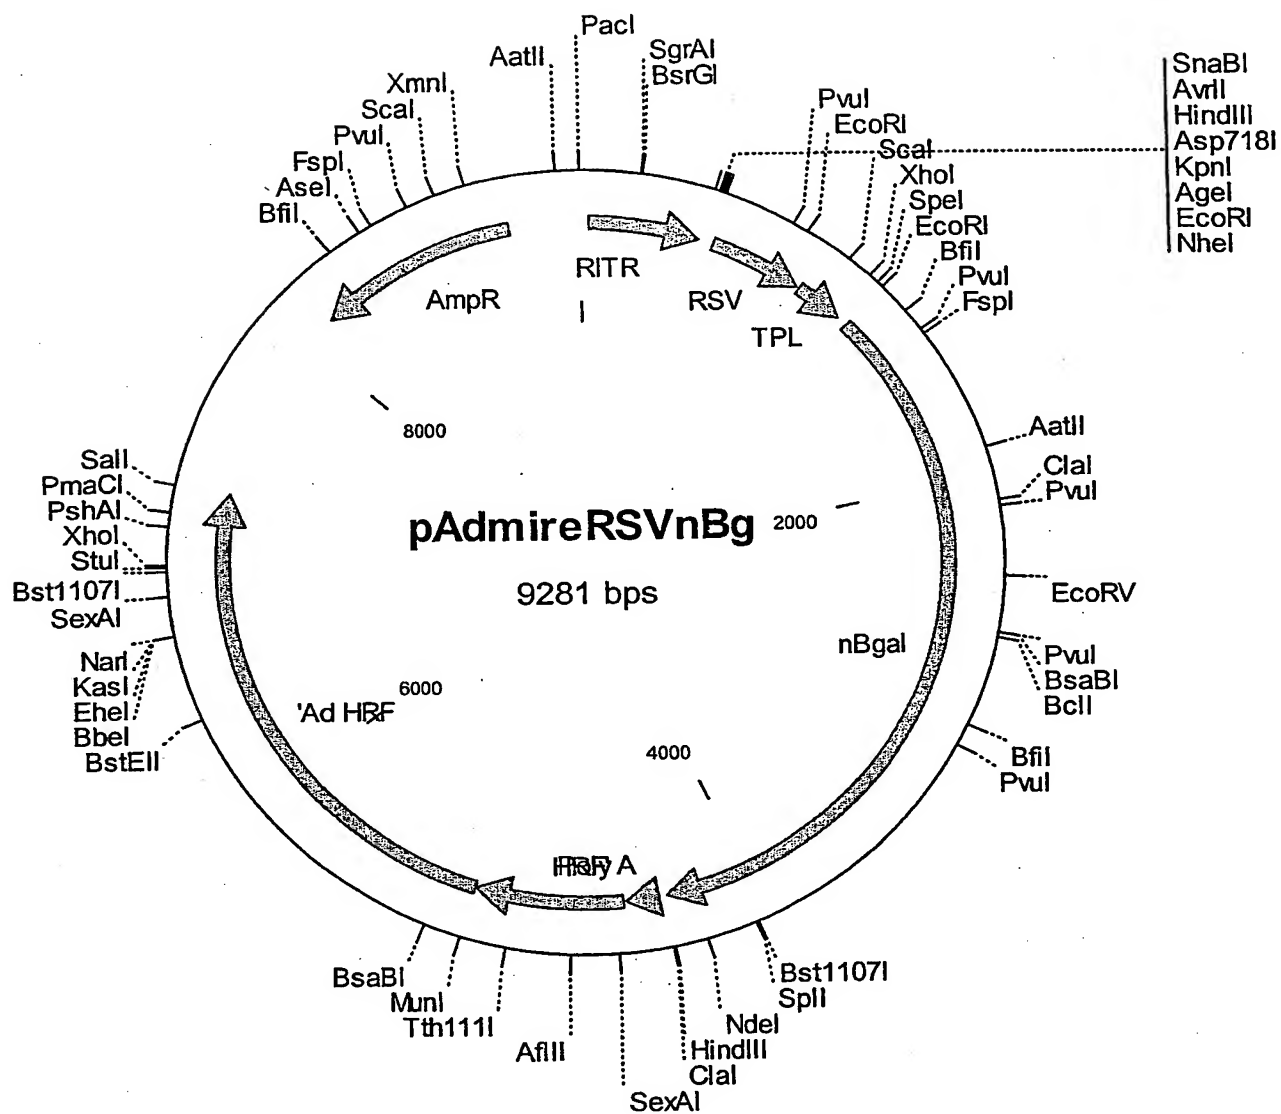 PacI
AatII
SgrAI
BsrGI
XmnI
ScaI
PvuI
FspI
AseI
BfiI
PvuI
EcoRI
ScaI
XhoI
SpeI
EcoRI
BfiI
PvuI
FspI
SnaBI
AvrII
HindIII
Asp718I
KpnI
AgeI
EcoRI
NheI
RITR
RSV
TPL
AmpR
8000
AatII
ClaI
PvuI
SalI
PmaCI
PshAI
XhoI
StuI
Bst1107I
SexAI
NarI
KasI
EheI
BbeI
BstEII
pAdmireRSVnBg
9281 bps
2000
EcoRV
nBgal
PvuI
BsaBI
BclI
BfiI
PvuI
6000
'Ad HRF
4000
Poly A
BsaBI
MunI
Tth111I
AflII
SexAI
ClaI
HindIII
NdeI
SplI
Bst1107I